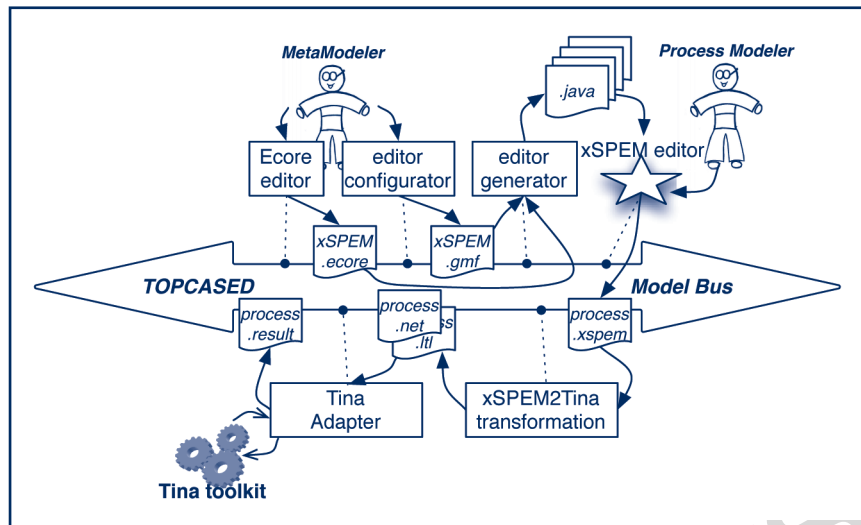 MetaModeler
Process Modeler
.java
Ecore
editor
editor
configurator
editor
generator
xSPEM editor
xSPEM
.ecore
xSPEM
.gmf
TOPCASED
Model Bus
process
.result
process
.net
.ltl
process
.xspem
Tina
Adapter
xSPEM2Tina
transformation
Tina toolkit